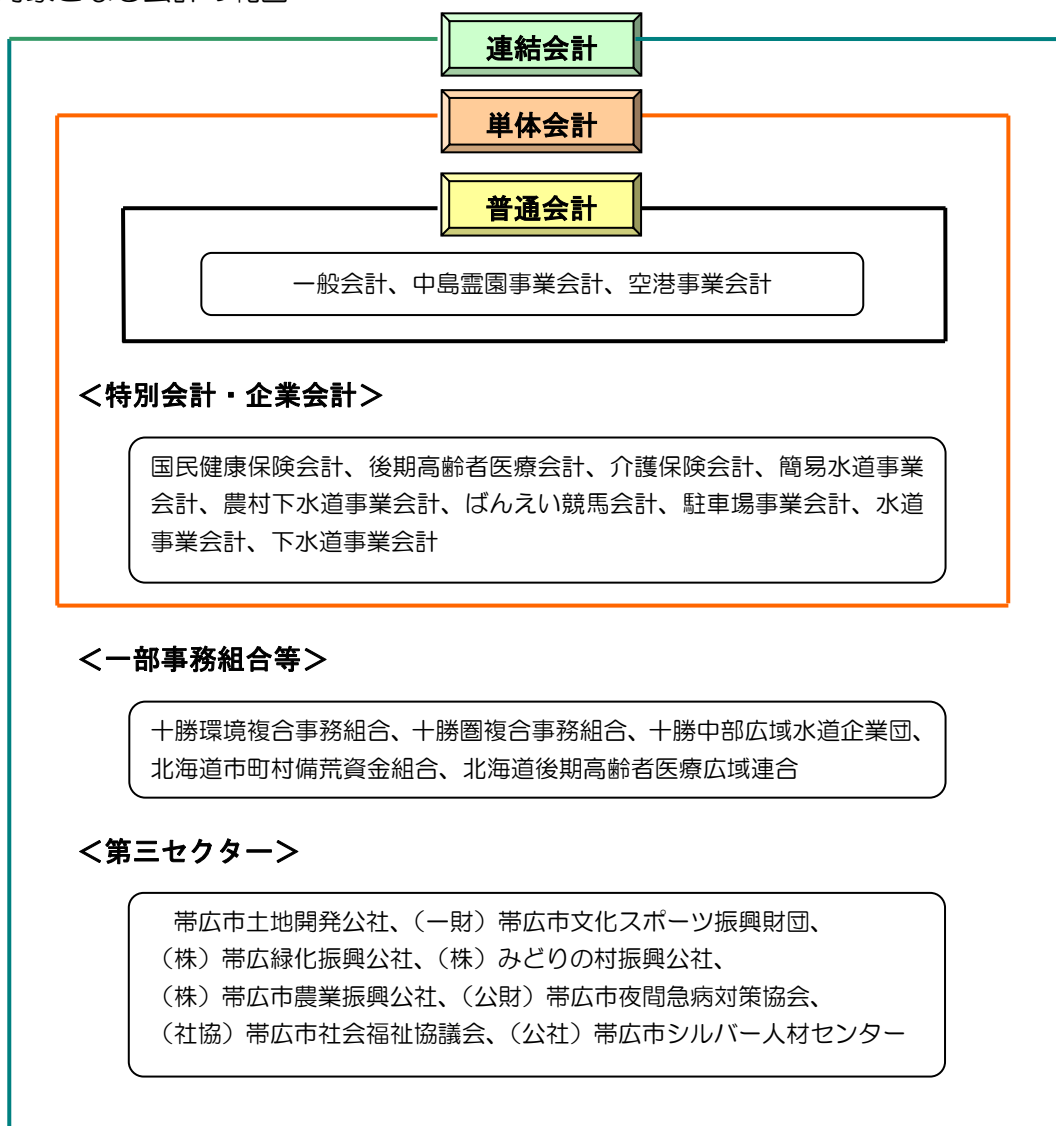 連結会計
単体会計
普通会計
一般会計、中島霊園事業会計、空港事業会計
＜特別会計・企業会計＞
国民健康保険会計、後期高齢者医療会計、介護保険会計、簡易水道事業
会計、農村下水道事業会計、ばんえい競馬会計、駐車場事業会計、水道
事業会計、下水道事業会計
＜一部事務組合等＞
十勝環境複合事務組合、十勝圏複合事務組合、十勝中部広域水道企業団、
北海道市町村備荒資金組合、北海道後期高齢者医療広域連合
＜第三セクター＞
帯広市土地開発公社、（一財）帯広市文化スポーツ振興財団、
（株）帯広緑化振興公社、（株）みどりの村振興公社、
（株）帯広市農業振興公社、（公財）帯広市夜間急病対策協会、
（社協）帯広市社会福祉協議会、（公社）帯広市シルバー人材センター